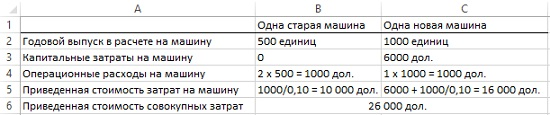 A B C
1 Одна старая машина Одна новая машина
2 Годовой выпуск в расчете на машину 500 единиц 1000 единиц
3 Капитальные затраты на машину 0 6000 дол.
4 Операционные расходы на машину 2 х 500 = 1000 дол. 1 х 1000 = 1000 дол.
5 Приведенная стоимость затрат на машину 1000/0,10 = 10 000 дол. 6000 + 1000/0,10 = 16 000 дол.
6 Приведенная стоимость совокупных затрат 26 000 дол.